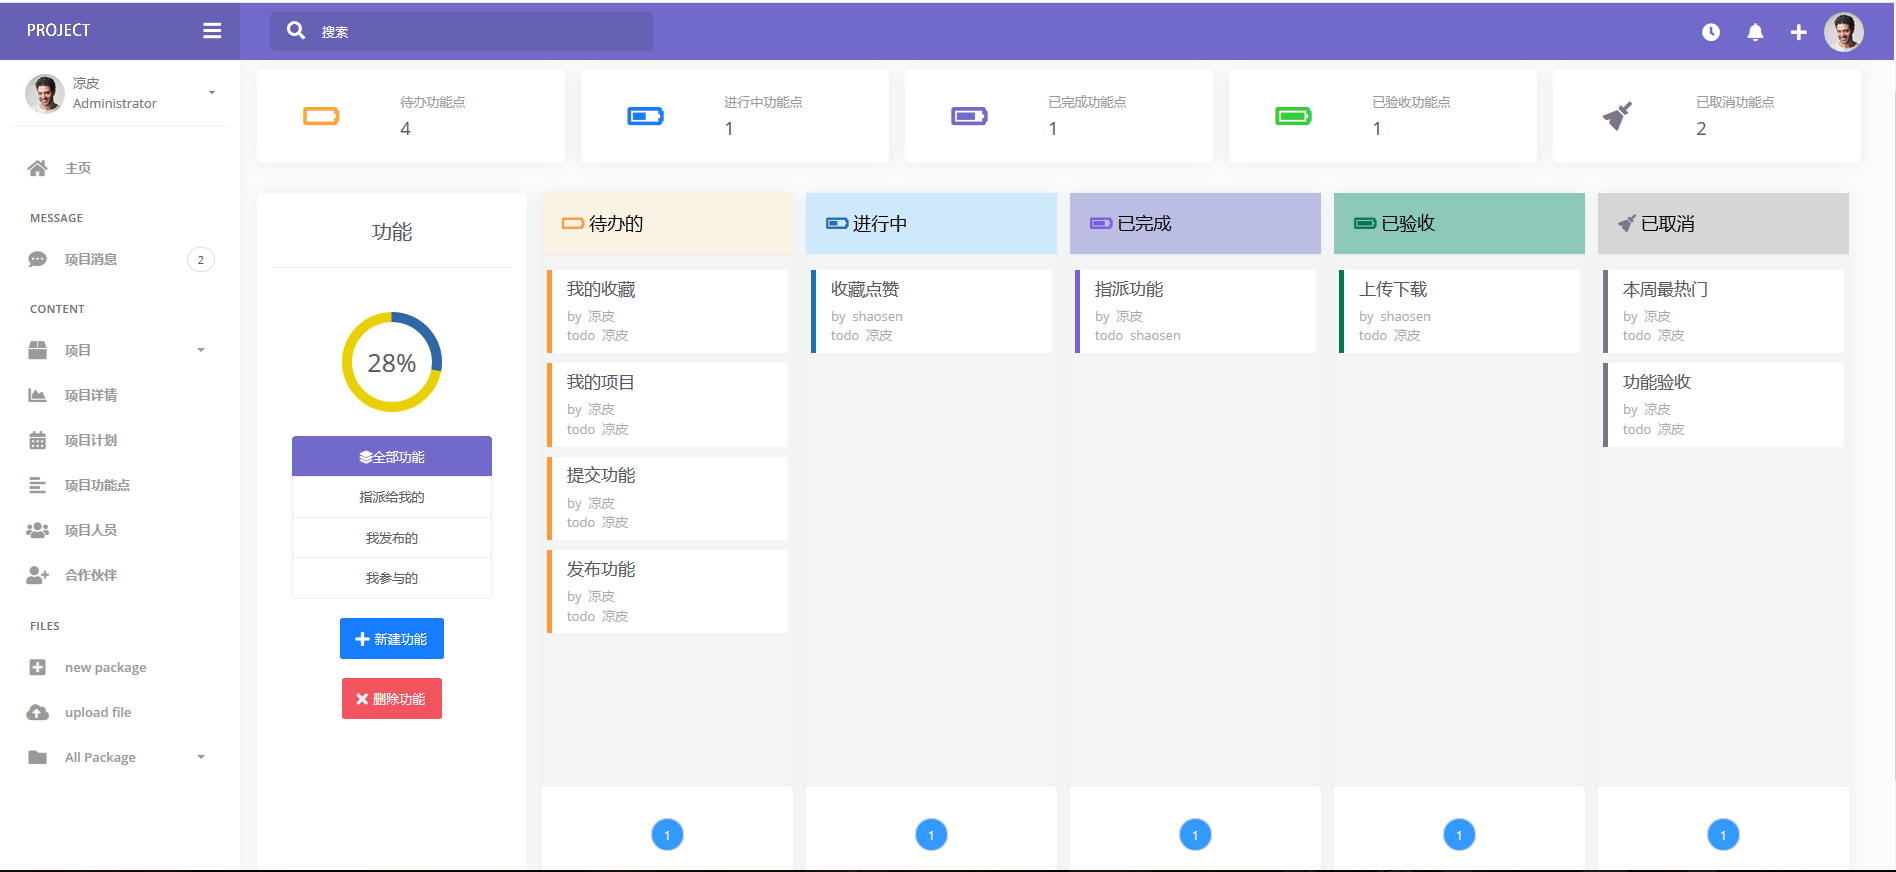 PROJECT
搜索
凉皮
Administrator
主页
MESSAGE
项目消息 2
CONTENT
项目
项目详情
项目计划
项目功能点
项目人员
合作伙伴
FILES
new package
upload file
All Package
待办功能点
4
进行中功能点
1
已完成功能点
1
已验收功能点
1
已取消功能点
2
功能
28%
全部功能
指派给我的
我发布的
我参与的
新建功能
删除功能
待办的
我的收藏
by 凉皮
todo 凉皮
我的项目
by 凉皮
todo 凉皮
提交功能
by 凉皮
todo 凉皮
发布功能
by 凉皮
todo 凉皮
1
进行中
收藏点赞
by shaosen
todo 凉皮
1
已完成
指派功能
by 凉皮
todo shaosen
1
已验收
上传下载
by shaosen
todo 凉皮
1
已取消
本周最热门
by 凉皮
todo 凉皮
功能验收
by 凉皮
todo 凉皮
1